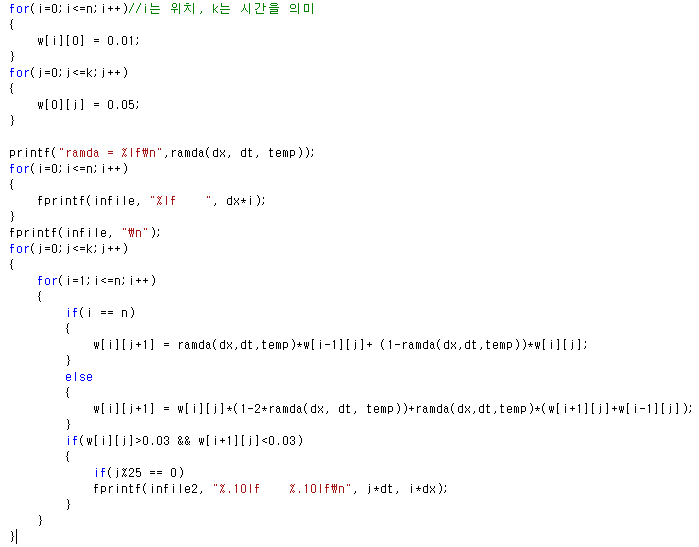 for(i=0;i<=n;i++)//i는 위치, k는 시간을 의미
{
    w[i][0] = 0.01;
}
for(j=0;j<=k;j++)
{
    w[0][j] = 0.05;
}
printf("ramda = %lf₩n",ramda(dx, dt, temp));
for(i=0;i<=n;i++)
{
    fprintf(infile, "%lf    ", dx*i);
}
fprintf(infile, "₩n");
for(j=0;j<=k;j++)
{
    for(i=1;i<=n;i++)
    {
        if(i == n)
        {
            w[i][j+1] = ramda(dx,dt,temp)*w[i-1][j]+ (1-ramda(dx,dt,temp))*w[i][j];
        }
        else
        {
            w[i][j+1] = w[i][j]*(1-2*ramda(dx, dt, temp))+ramda(dx,dt,temp)*(w[i+1][j]+w[i-1][j]);
        }
        if(w[i][j]>0.03 && w[i+1][j]<0.03)
        {
            if(j%25 == 0)
            fprintf(infile2, "%.10lf    %.10lf₩n", j*dt, i*dx);
        }
    }
}